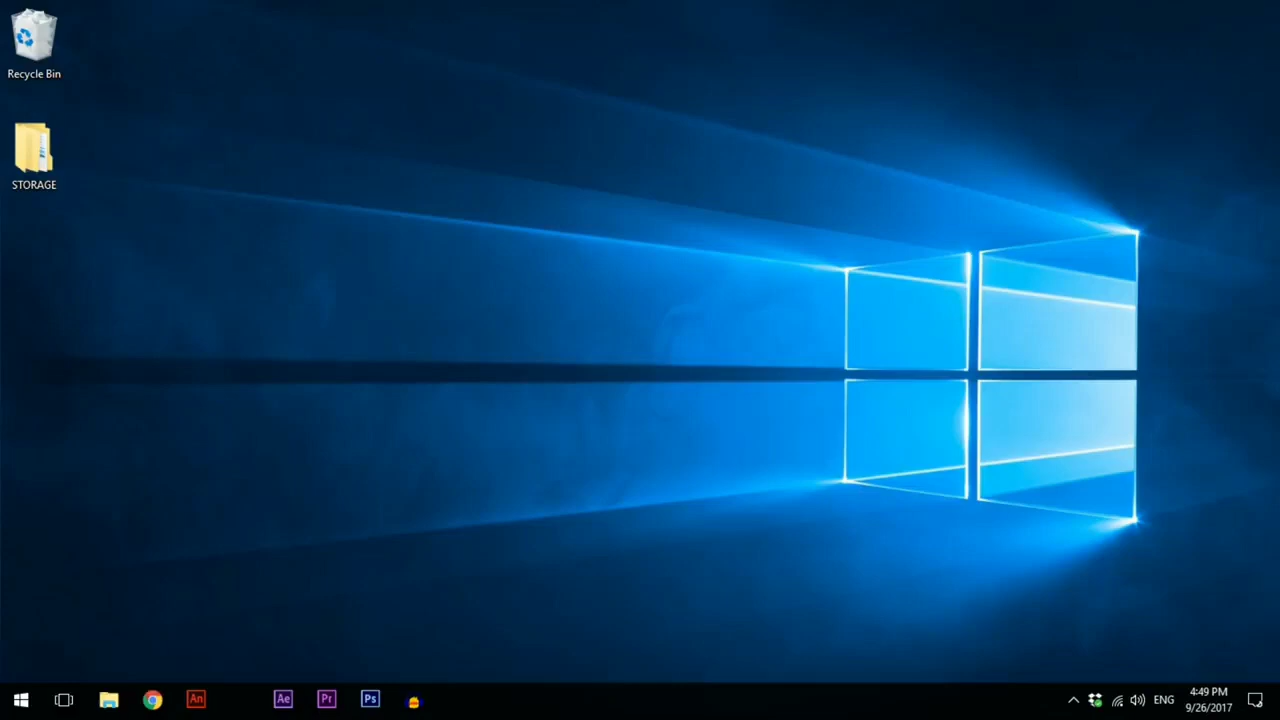 Recycle Bin
STORAGE
An
Ae
Pr
Ps
ENG
4:49 PM
9/26/2017